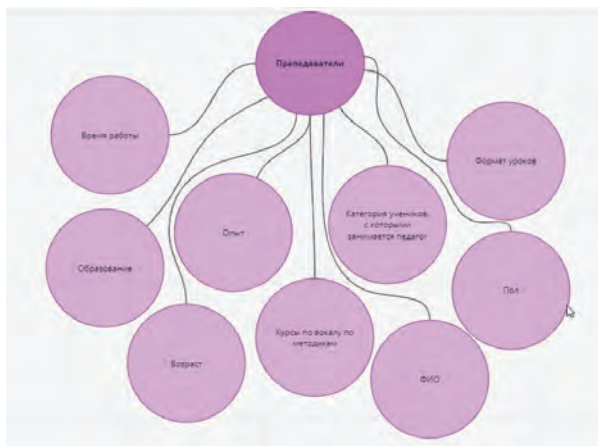 Преподаватели
Время работы
Формат уроков
Категория учеников,
с которыми
занимается педагог
Опыт
Образование
Пол
Курсы по вокалу по
методикам
Возраст
ФИО